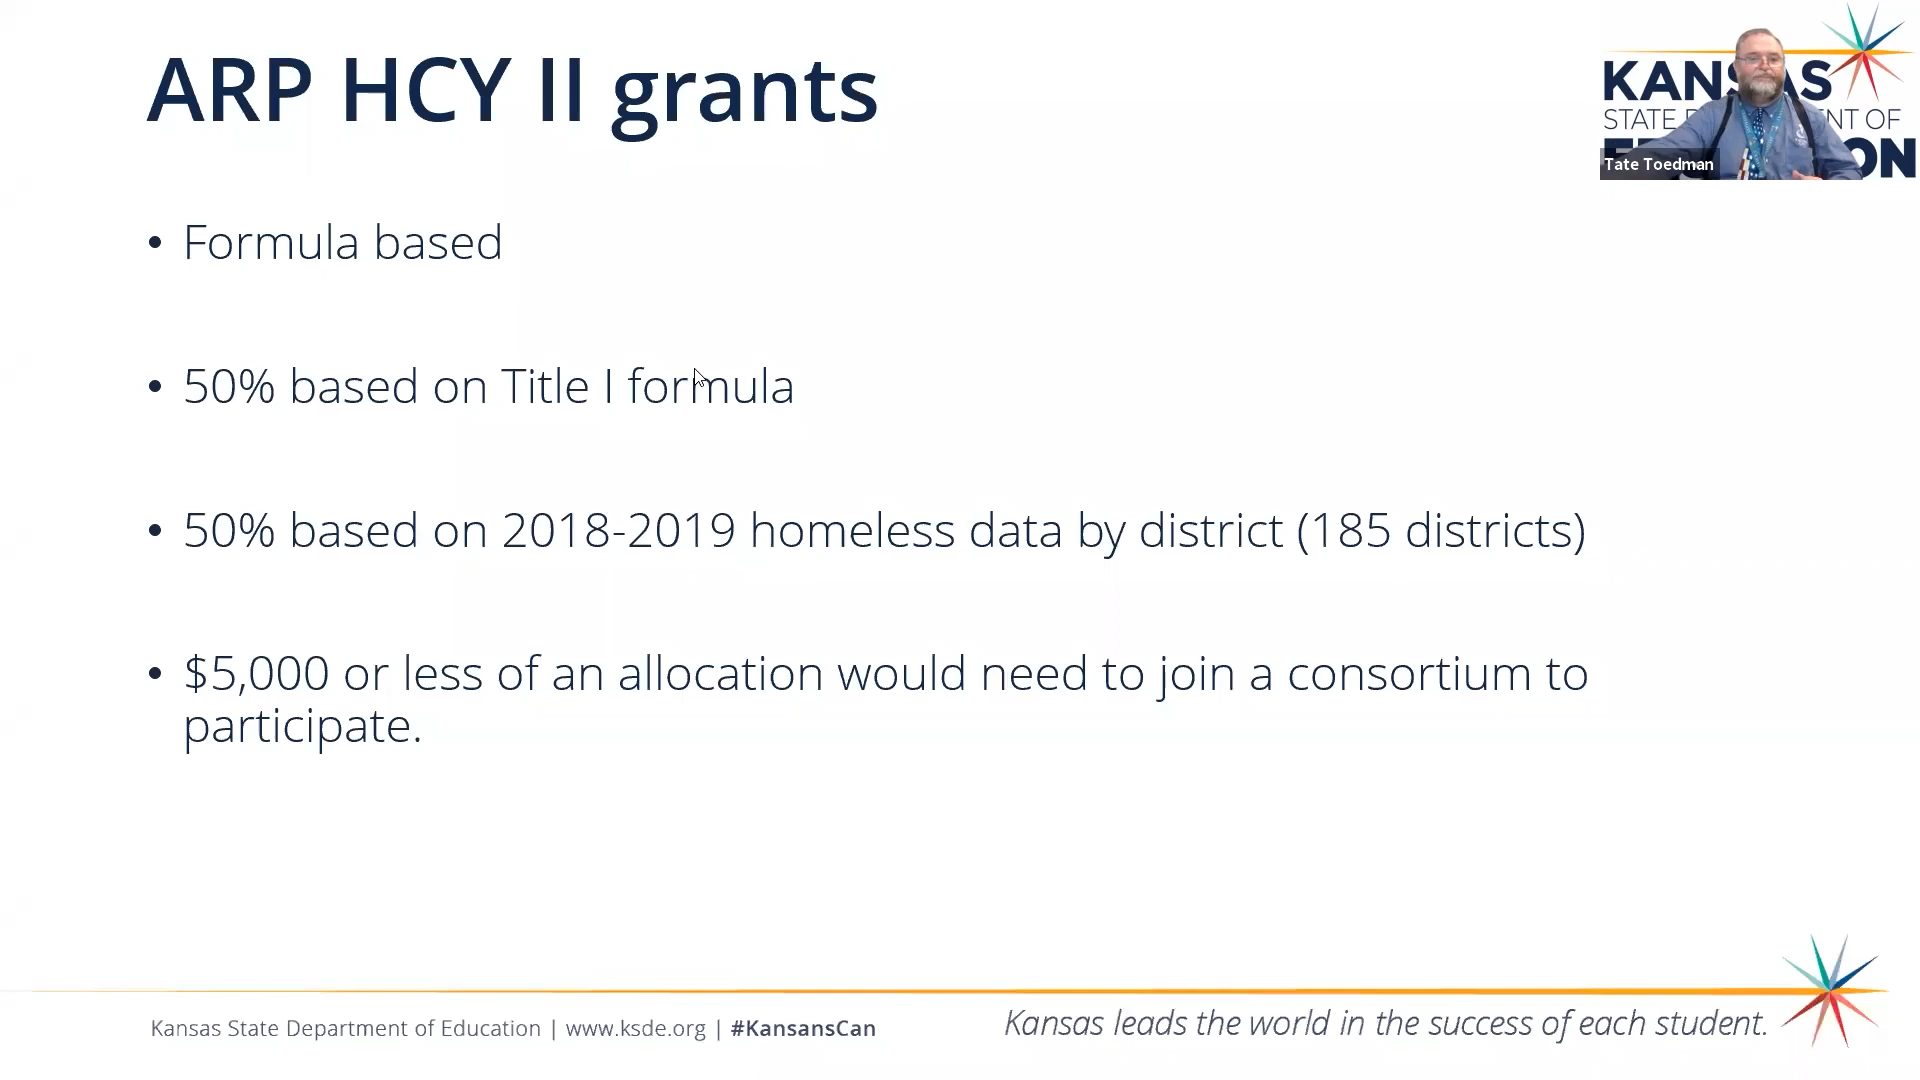 ARP HCY II grants
KANSAS
STATE NT OF
ON
Tate Toedman
• Formula based
• 50% based on Title I formula
• 50% based on 2018-2019 homeless data by district (185 districts)
• $5,000 or less of an allocation would need to join a consortium to
participate.
Kansas State Department of Education | www.ksde.org | #KansansCan
Kansas leads the world in the success of each student.